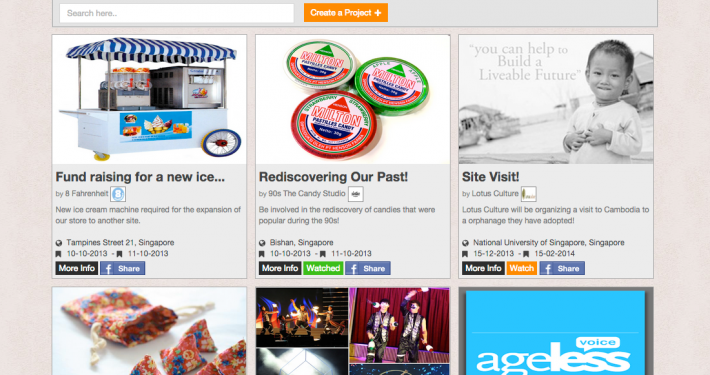 Search here..
Create a Project +
MILTON
PASTILLES CANDY
APPLE
STRAWBERRY
MILTON
PASTILLES CANDY
"you can help to
Build a
Liveable Future"
Fund raising for a new ice...
Rediscovering Our Past!
Site Visit!
by 8 Fahrenheit
by 90s The Candy Studio
by Lotus Culture
New ice cream machine required for the expansion of
our store to another site.
Be involved in the rediscovery of candies that were
popular during the 90s!
Lotus Culture will be organizing a visit to Cambodia to
a orphanage they have adopted!
Tampines Street 21, Singapore
Bishan, Singapore
National University of Singapore, Singapore
10-10-2013 - 11-10-2013
10-10-2013 - 11-10-2013
15-12-2013 - 15-02-2014
More Info Share
More Info Watched Share
More Info Watch Share
voice
ageless